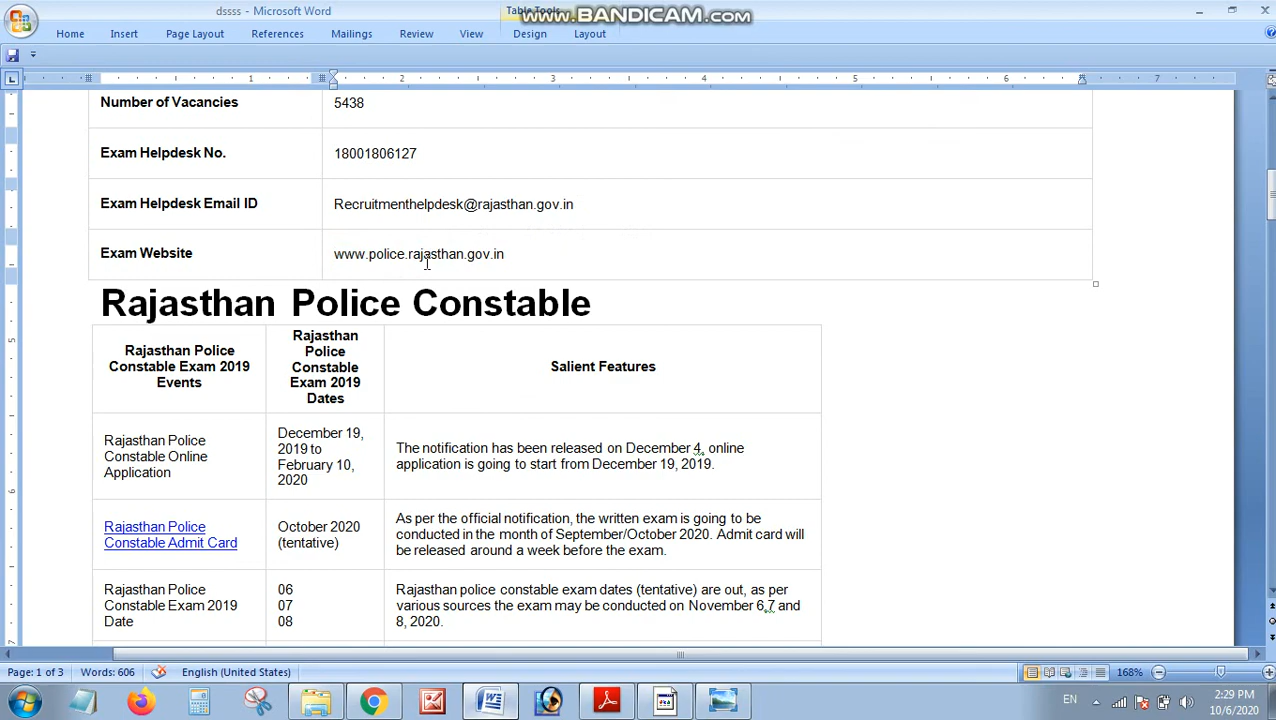 dssss - Microsoft Word
Table Tools
www.BANDICAM.com
Home Insert Page Layout References Mailings Review View Design Layout
1 2 3 4 5 6 7
Number of Vacancies 5438
Exam Helpdesk No. 18001806127
Exam Helpdesk Email ID Recruitmenthelpdesk@rajasthan.gov.in
Exam Website www.police.rajasthan.gov.in
Rajasthan Police Constable
Rajasthan Police
Constable Exam 2019
Events
Rajasthan
Police
Constable
Exam 2019
Dates
Salient Features
Rajasthan Police
Constable Online
Application
December 19,
2019 to
February 10,
2020
The notification has been released on December 4, online
application is going to start from December 19, 2019.
Rajasthan Police
Constable Admit Card
October 2020
(tentative)
As per the official notification, the written exam is going to be
conducted in the month of September/October 2020. Admit card will
be released around a week before the exam.
Rajasthan Police
Constable Exam 2019
Date
06
07
08
Rajasthan police constable exam dates (tentative) are out, as per
various sources the exam may be conducted on November 6,7 and
8, 2020.
Page: 1 of 3 Words: 606 English (United States) 168%
EN 2:29 PM
10/6/2020